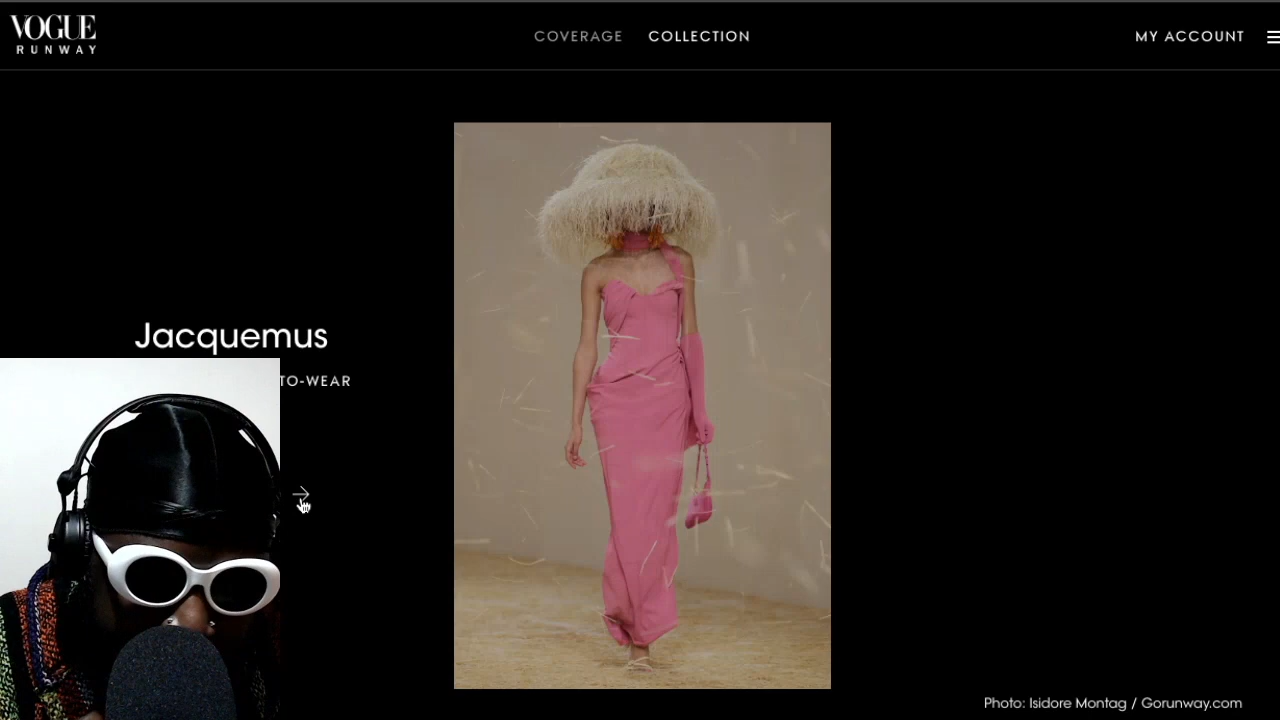 VOGUE
RUNWAY
COVERAGE COLLECTION
MY ACCOUNT
Jacquemus
TO-WEAR
Photo: Isidore Montag / Gorunway.com